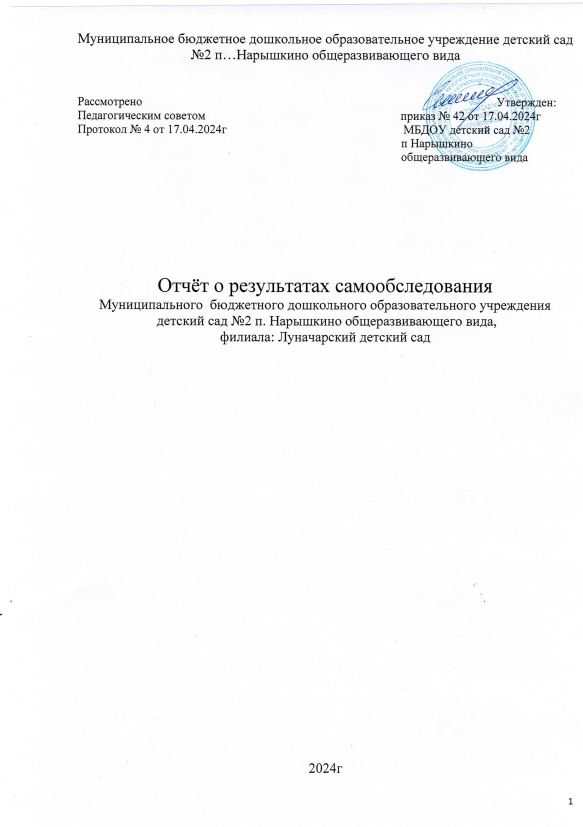 Муниципальное бюджетное дошкольное образовательное учреждение детский сад
№2 п…Нарышкино общеразвивающего вида
Рассмотрено
Педагогическим советом
Протокол № 4 от 17.04.2024г
Утвержден:
приказ № 42 от 17.04.2024г
МБДОУ детский сад №2
п Нарышкино
общеразвивающего вида
Отчёт о результатах самообследования
Муниципального бюджетного дошкольного образовательного учреждения
детский сад №2 п. Нарышкино общеразвивающего вида,
филиала: Луначарский детский сад
2024г
1